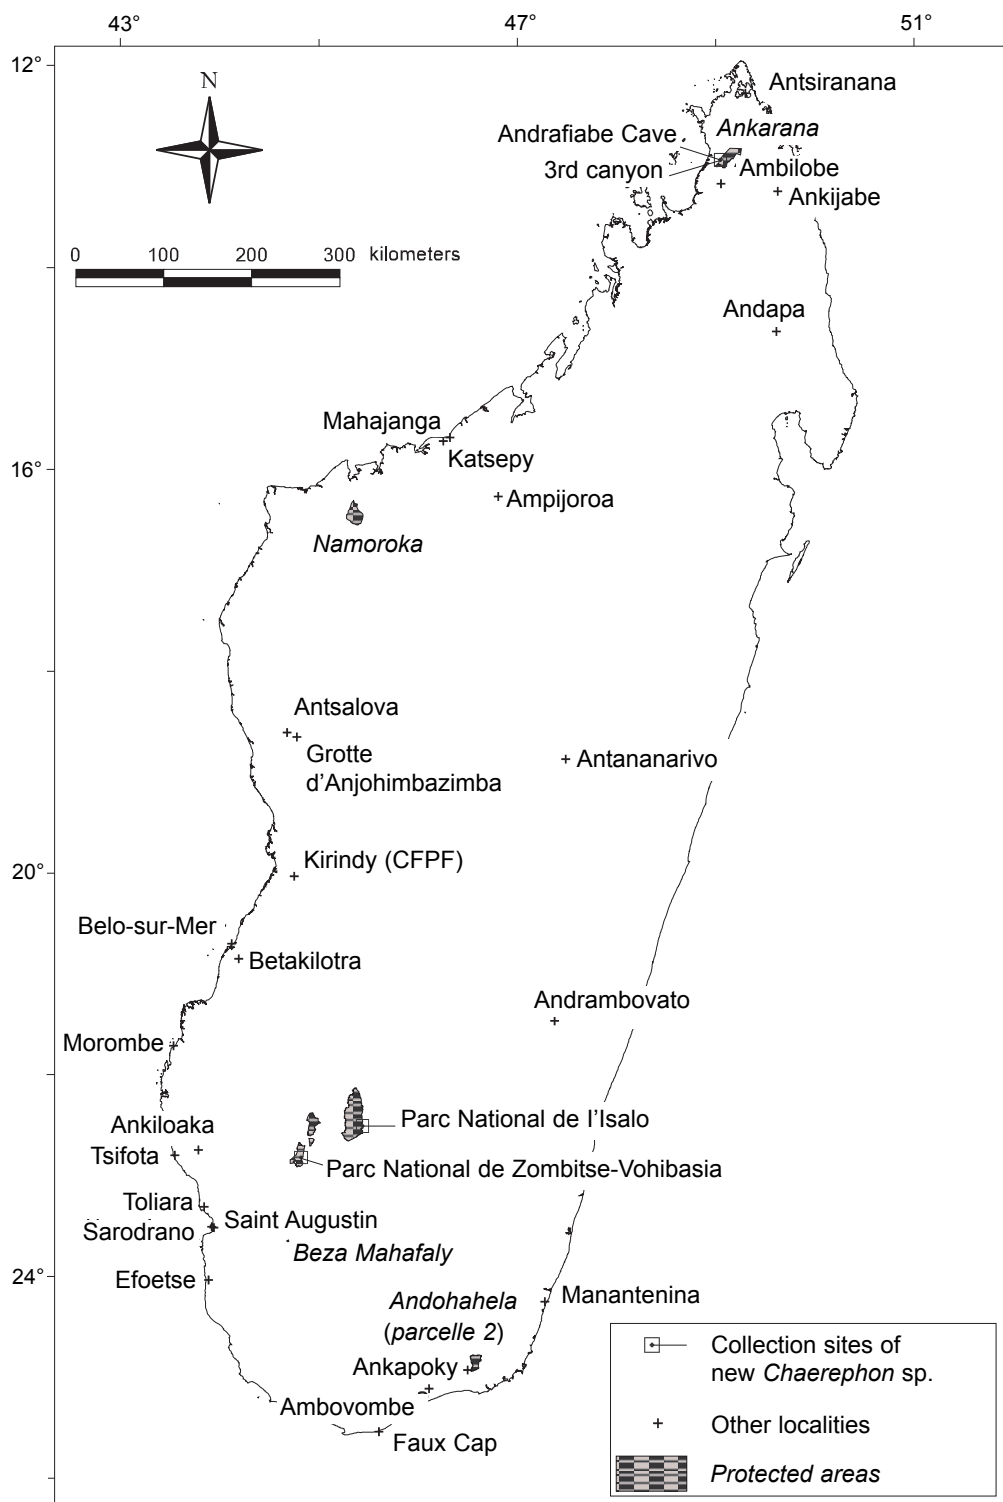 43° 47° 51°
12°
N
Antsiranana
Andrafiabe Cave
Ankarana
3rd canyon
Ambilobe
Ankijabe
0 100 200 300 kilometers
Andapa
Mahajanga
Katsepy
16°
Ampijoroa
Namoroka
Antsalova
Grotte
d'Anjohimbazimba
Antananarivo
Kirindy (CFPF)
20°
Belo-sur-Mer
Betakilotra
Andrambovato
Morombe
Ankiloaka
Parc National de l'Isalo
Tsifota
Parc National de Zombitse-Vohibasia
Toliara
Saint Augustin
Sarodrano
Beza Mahafaly
Efoetse
24°
Andohahela
(parcelle 2)
Manantenina
Ankapoky
Ambovombe
Faux Cap
Collection sites of
new Chaerephon sp.
Other localities
Protected areas